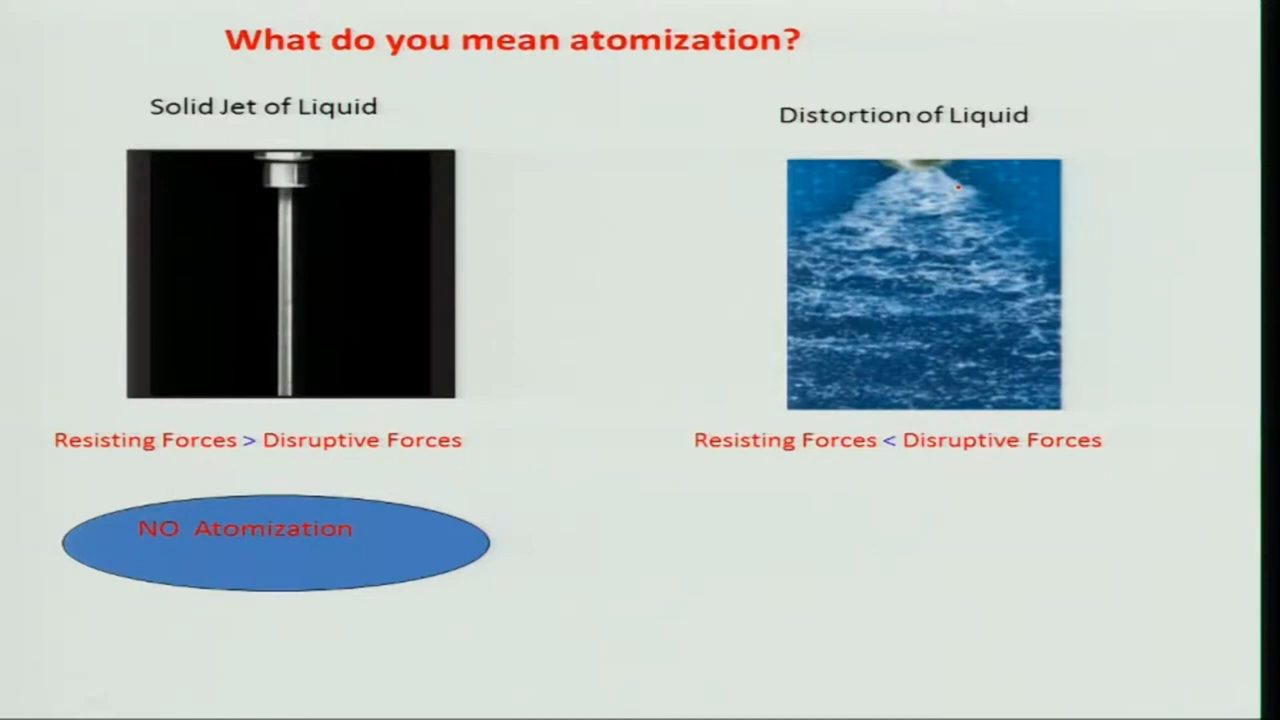 What do you mean atomization?
Solid Jet of Liquid
Distortion of Liquid
Resisting Forces > Disruptive Forces
Resisting Forces < Disruptive Forces
NO Atomization